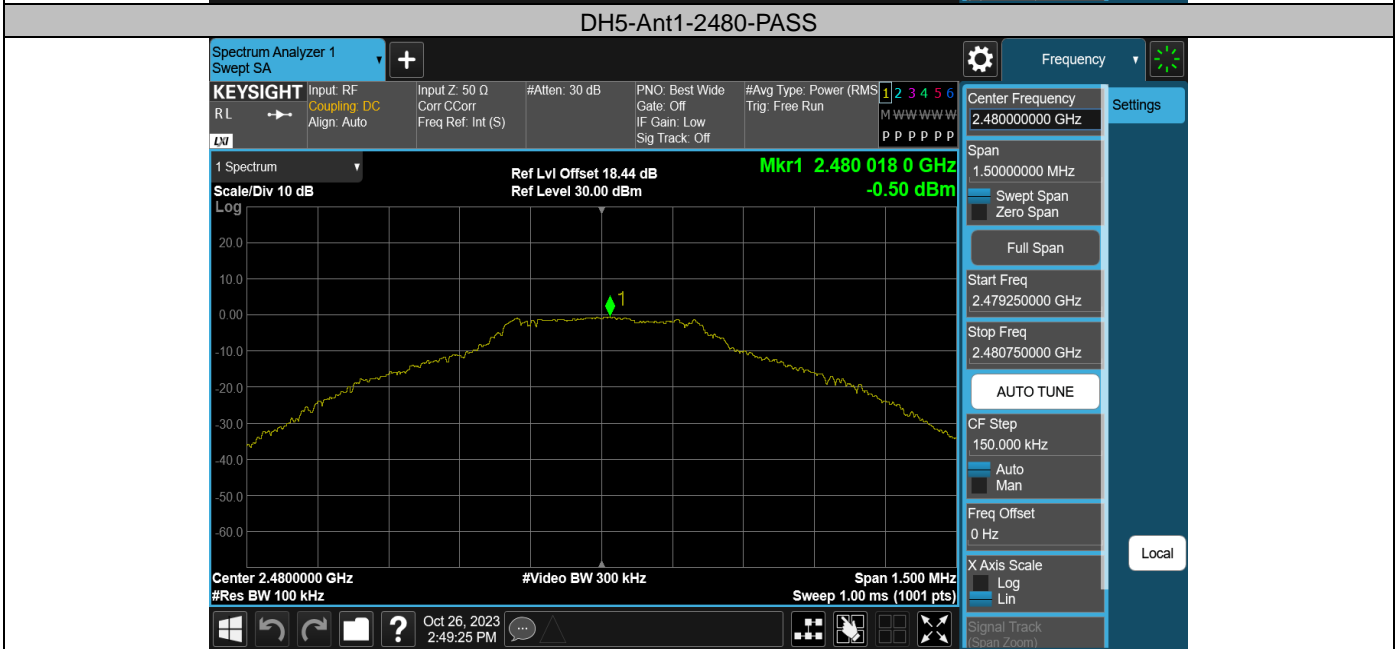 DH5-Ant1-2480-PASS
Spectrum Analyzer 1
Swept SA
+
Frequency
KEYSIGHT
R L
LXI
Input: RF
Coupling: DC
Align: Auto
Input Z: 50 Ω
Corr CCorr
Freq Ref: Int (S)
#Atten: 30 dB
PNO: Best Wide
Gate: Off
IF Gain: Low
Sig Track: Off
#Avg Type: Power (RMS
Trig: Free Run
1 2 3 4 5 6
M W W W W W
P P P P P P
1 Spectrum
Scale/Div 10 dB
Log
Ref Lvl Offset 18.44 dB
Ref Level 30.00 dBm
Mkr1 2.480 018 0 GHz
-0.50 dBm
20.0
10.0
0.00
-10.0
-20.0
-30.0
-40.0
-50.0
-60.0
1
Center 2.4800000 GHz
#Res BW 100 kHz
#Video BW 300 kHz
Span 1.500 MHz
Sweep 1.00 ms (1001 pts)
Center Frequency
2.480000000 GHz
Settings
Span
1.50000000 MHz
Swept Span
Zero Span
Full Span
Start Freq
2.479250000 GHz
Stop Freq
2.480750000 GHz
AUTO TUNE
CF Step
150.000 kHz
Auto
Man
Freq Offset
0 Hz
X Axis Scale
Log
Lin
Local
Signal Track
(Span Zoom)
?
Oct 26, 2023
2:49:25 PM